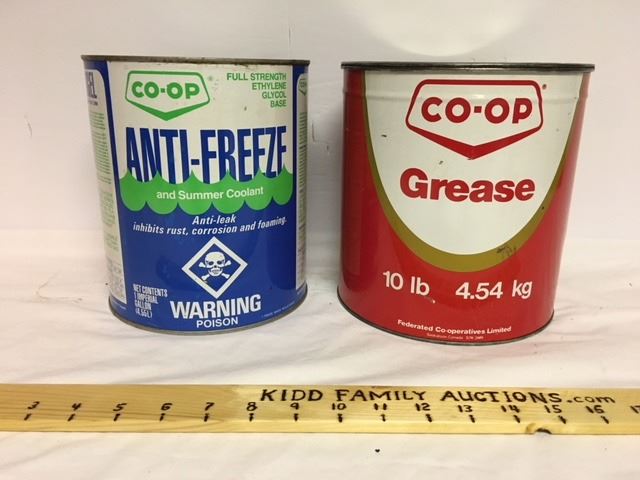 CO-OP
FULL STRENGTH
ETHYLENE
GLYCOL
BASE
ANTI-FREEZE
and Summer Coolant
Anti-leak
inhibits rust, corrosion and foaming.
NET CONTENTS
1 IMPERIAL
GALLON
(4.55L)
WARNING
POISON
CO-OP
Grease
10 lb 4.54 kg
Federated Co-operatives Limited
Saskatoon Canada
KIDD FAMILY AUCTIONS.com
3 4 5 6 7 8 9 10 11 12 13 14 15 16